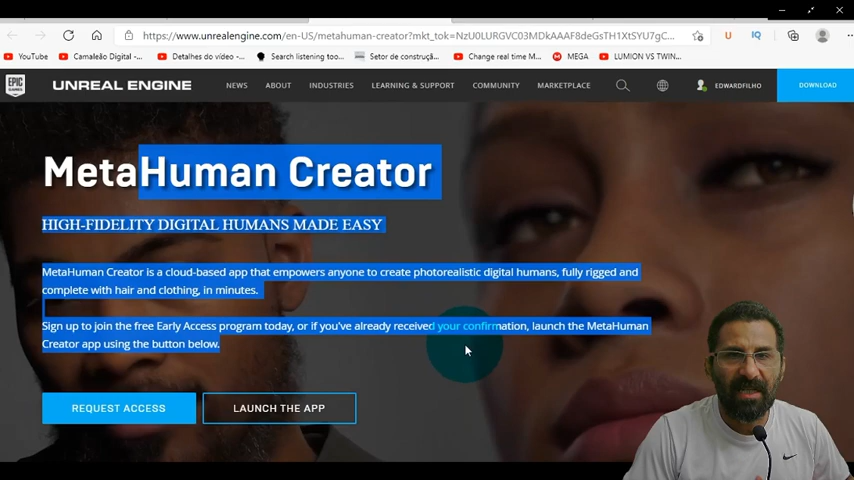 https://www.unrealengine.com/en-US/metahuman-creator?mkt_tok=NzU0LURGVC03MDkAAAF8deGsTH1XtSYU7gC...
YouTube
Camaleão Digital -...
Detalhes do vídeo -...
Search listening too...
Setor de construçã...
Change real time M...
MEGA
LUMION VS TWIN...
EPIC GAMES
UNREAL ENGINE
NEWS
ABOUT
INDUSTRIES
LEARNING & SUPPORT
COMMUNITY
MARKETPLACE
EDWARDFILHO
DOWNLOAD
MetaHuman Creator
HIGH-FIDELITY DIGITAL HUMANS MADE EASY
MetaHuman Creator is a cloud-based app that empowers anyone to create photorealistic digital humans, fully rigged and
complete with hair and clothing, in minutes.
Sign up to join the free Early Access program today, or if you've already received your confirmation, launch the MetaHuman
Creator app using the button below.
REQUEST ACCESS
LAUNCH THE APP